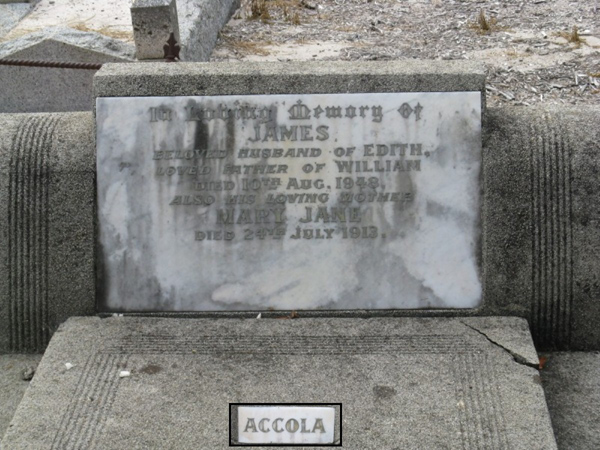 In Loving Memory Of
JAMES
BELOVED HUSBAND OF EDITH.
LOVED FATHER OF WILLIAM
DIED 10TH AUG. 1948.
ALSO HIS LOVING MOTHER
MARY JANE
DIED 24TH JULY 1913.
ACCOLA